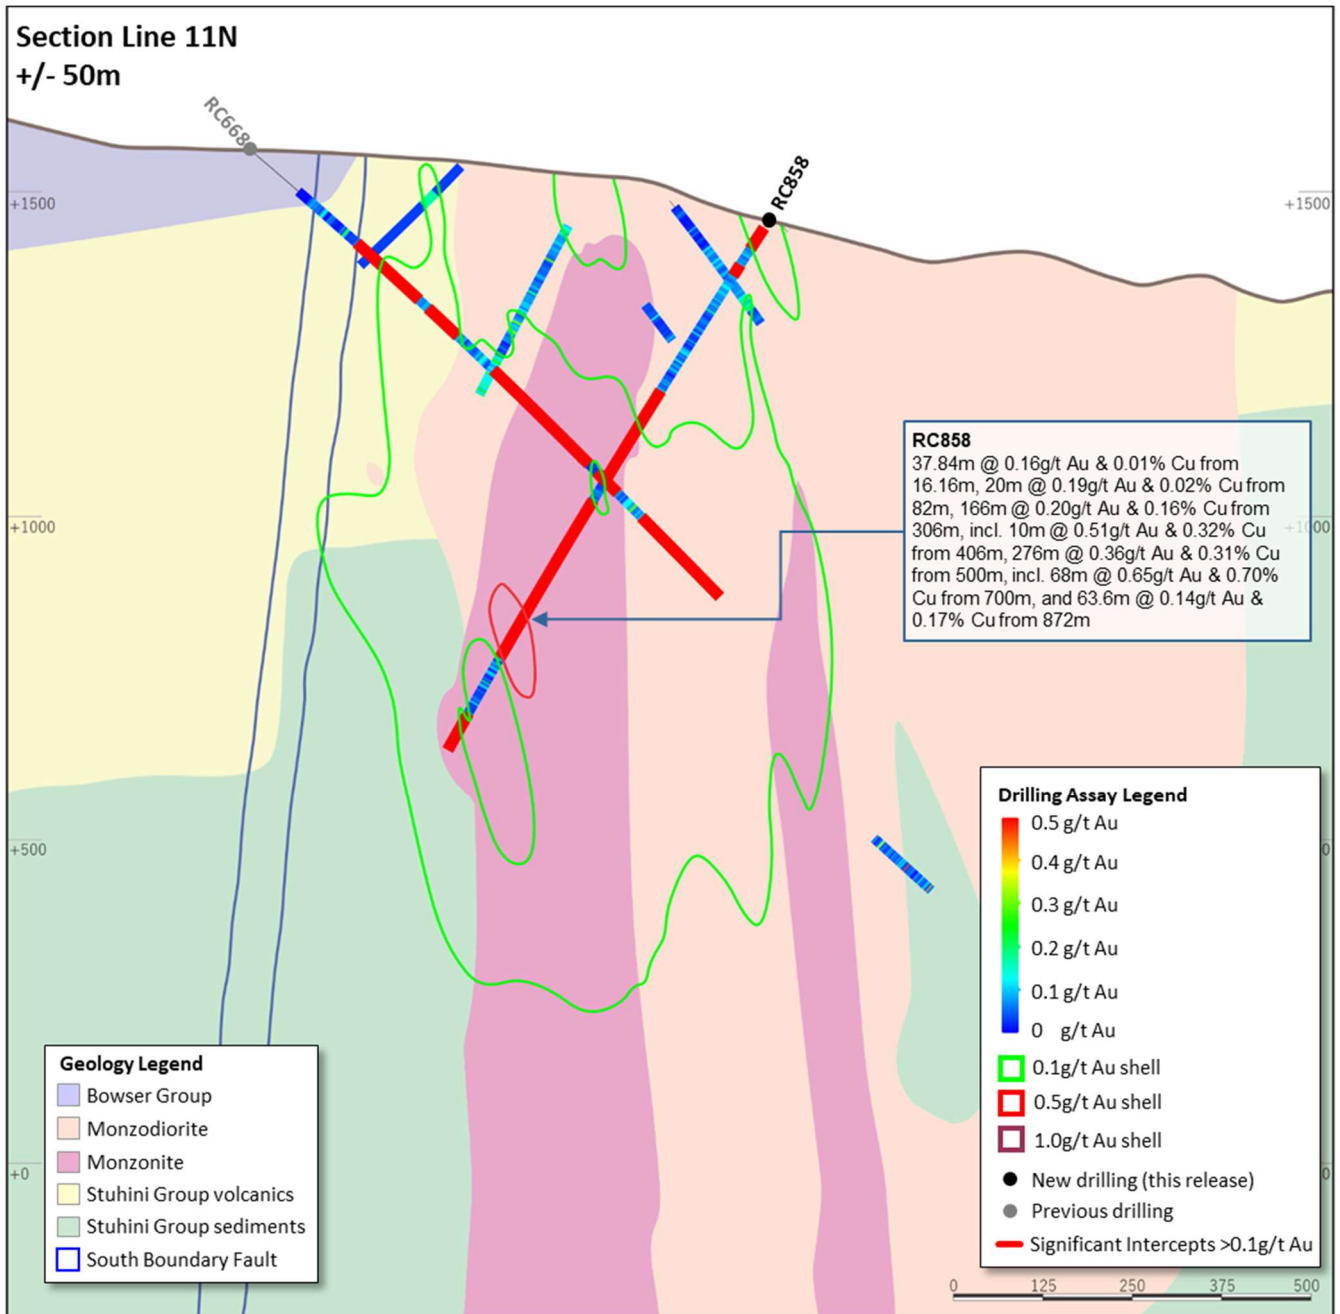 Section Line 11N
+/- 50m
RC668
RC858
+1500
+1500
RC858
37.84m @ 0.16g/t Au & 0.01% Cu from
16.16m, 20m @ 0.19g/t Au & 0.02% Cu from
82m, 166m @ 0.20g/t Au & 0.16% Cu from
306m, incl. 10m @ 0.51g/t Au & 0.32% Cu
from 406m, 276m @ 0.36g/t Au & 0.31% Cu
from 500m, incl. 68m @ 0.65g/t Au & 0.70%
Cu from 700m, and 63.6m @ 0.14g/t Au &
0.17% Cu from 872m
+1000
+1000
+500
0
+0
0
Drilling Assay Legend
0.5 g/t Au
0.4 g/t Au
0.3 g/t Au
0.2 g/t Au
0.1 g/t Au
0 g/t Au
0.1g/t Au shell
0.5g/t Au shell
1.0g/t Au shell
New drilling (this release)
Previous drilling
Significant Intercepts >0.1g/t Au
Geology Legend
Bowser Group
Monzodiorite
Monzonite
Stuhini Group volcanics
Stuhini Group sediments
South Boundary Fault
0 125 250 375 500